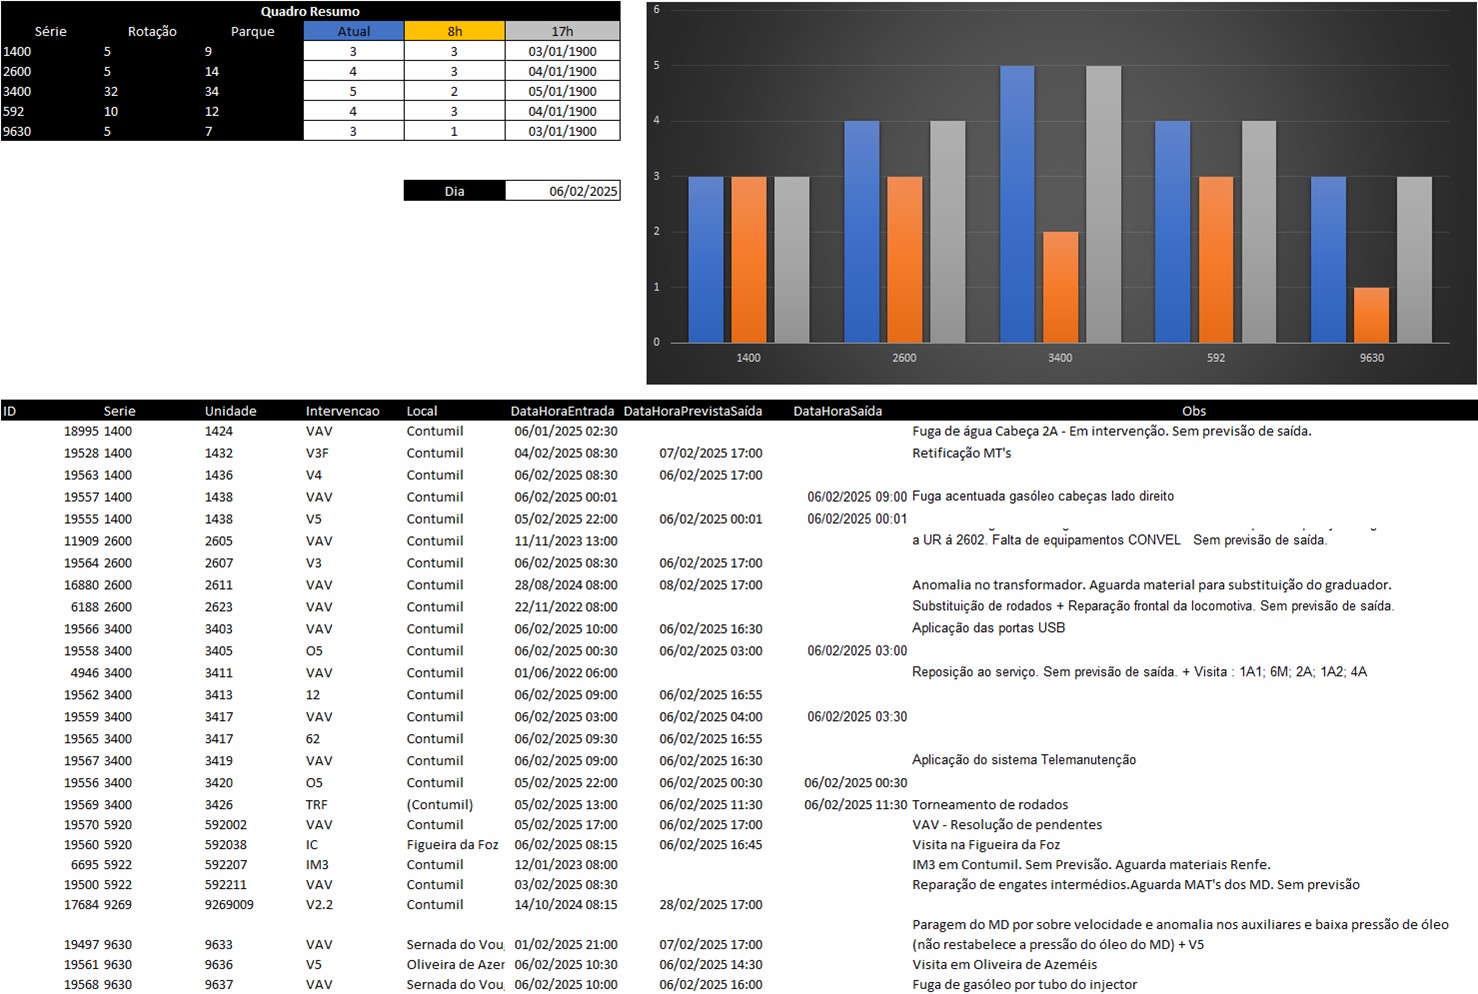 Quadro Resumo
Série Rotação Parque Atual 8h 17h
1400 5 9 3 3 03/01/1900
2600 5 14 4 3 04/01/1900
3400 32 34 5 2 05/01/1900
592 10 12 4 3 04/01/1900
9630 5 7 3 1 03/01/1900
Dia 06/02/2025
6
5
4
3
2
1
0
1400 2600 3400 592 9630
ID Serie Unidade Intervencao Local DataHoraEntrada DataHoraPrevistaSaída DataHoraSaída Obs
18995 1400 1424 VAV Contumil 06/01/2025 02:30 Fuga de água Cabeça 2A - Em intervenção. Sem previsão de saída.
19528 1400 1432 V3F Contumil 04/02/2025 08:30 07/02/2025 17:00 Retificação MT's
19563 1400 1436 V4 Contumil 06/02/2025 08:30 06/02/2025 17:00
19557 1400 1438 VAV Contumil 06/02/2025 00:01 06/02/2025 09:00 Fuga acentuada gasóleo cabeças lado direito
19555 1400 1438 V5 Contumil 05/02/2025 22:00 06/02/2025 00:01 06/02/2025 00:01
11909 2600 2605 VAV Contumil 11/11/2023 13:00 a UR á 2602. Falta de equipamentos CONVEL Sem previsão de saída.
19564 2600 2607 V3 Contumil 06/02/2025 08:30 06/02/2025 17:00
16880 2600 2611 VAV Contumil 28/08/2024 08:00 08/02/2025 17:00 Anomalia no transformador. Aguarda material para substituição do graduador.
6188 2600 2623 VAV Contumil 22/11/2022 08:00 Substituição de rodados + Reparação frontal da locomotiva. Sem previsão de saída.
19566 3400 3403 VAV Contumil 06/02/2025 10:00 06/02/2025 16:30 Aplicação das portas USB
19558 3400 3405 O5 Contumil 06/02/2025 00:30 06/02/2025 03:00 06/02/2025 03:00
4946 3400 3411 VAV Contumil 01/06/2022 06:00 Reposição ao serviço. Sem previsão de saída. + Visita : 1A1; 6M; 2A; 1A2; 4A
19562 3400 3413 12 Contumil 06/02/2025 09:00 06/02/2025 16:55
19559 3400 3417 VAV Contumil 06/02/2025 03:00 06/02/2025 04:00 06/02/2025 03:30
19565 3400 3417 62 Contumil 06/02/2025 09:30 06/02/2025 16:55
19567 3400 3419 VAV Contumil 06/02/2025 09:00 06/02/2025 16:30 Aplicação do sistema Telemanutenção
19556 3400 3420 O5 Contumil 05/02/2025 22:00 06/02/2025 00:30 06/02/2025 00:30
19569 3400 3426 TRF (Contumil) 05/02/2025 13:00 06/02/2025 11:30 06/02/2025 11:30 Torneamento de rodados
19570 5920 592002 VAV Contumil 05/02/2025 17:00 06/02/2025 17:00 VAV - Resolução de pendentes
19560 5920 592038 IC Figueira da Foz 06/02/2025 08:15 06/02/2025 16:45 Visita na Figueira da Foz
6695 5922 592207 IM3 Contumil 12/01/2023 08:00 IM3 em Contumil. Sem Previsão. Aguarda materiais Renfe.
19500 5922 592211 VAV Contumil 03/02/2025 08:30 Reparação de engates intermédios.Aguarda MAT's dos MD. Sem previsão
17684 9269 9269009 V2.2 Contumil 14/10/2024 08:15 28/02/2025 17:00
Paragem do MD por sobre velocidade e anomalia nos auxiliares e baixa pressão de óleo
19497 9630 9633 VAV Sernada do Vou 01/02/2025 21:00 07/02/2025 17:00 (não restabelece a pressão do óleo do MD) + V5
19561 9630 9636 V5 Oliveira de Azer 06/02/2025 10:30 06/02/2025 14:30 Visita em Oliveira de Azeméis
19568 9630 9637 VAV Sernada do Vou 06/02/2025 10:00 06/02/2025 16:00 Fuga de gasóleo por tubo do injector